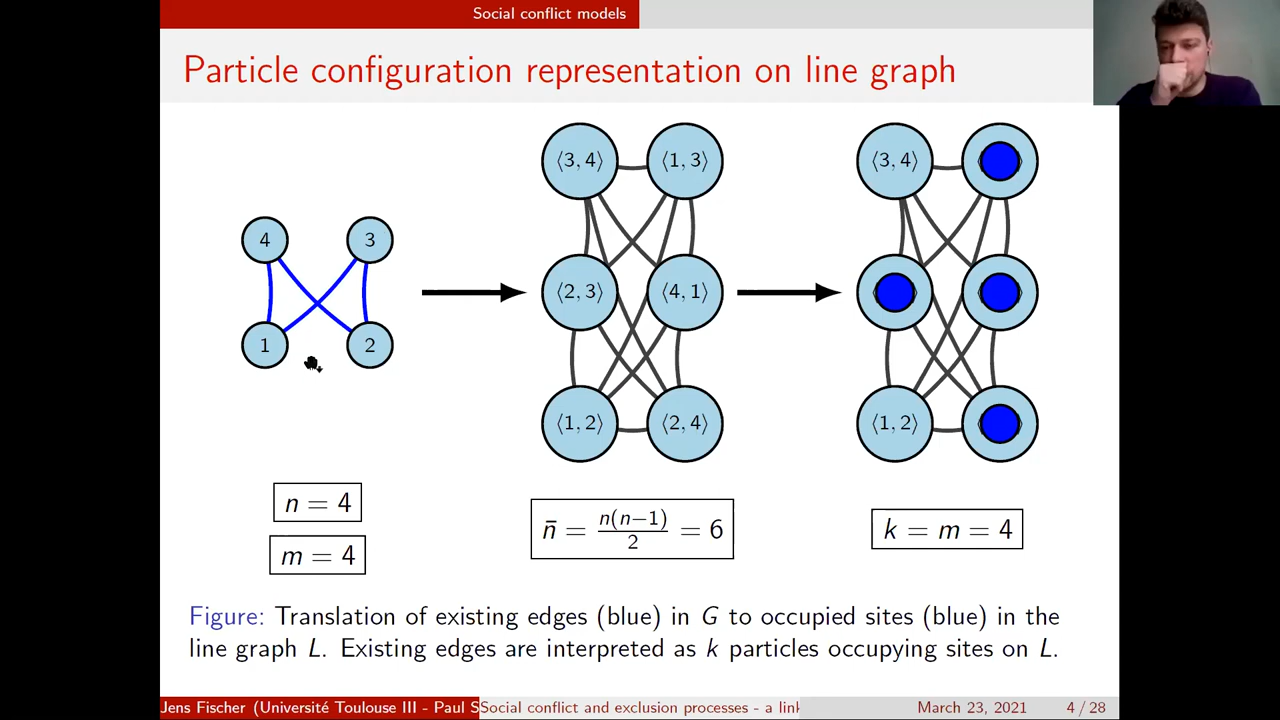 Social conflict models
Particle configuration representation on line graph
4 3
1 2
⟨3, 4⟩ ⟨1, 3⟩
⟨2, 3⟩ ⟨4, 1⟩
⟨1, 2⟩ ⟨2, 4⟩
⟨3, 4⟩
⟨1, 2⟩
n = 4
m = 4
n̄ = n(n−1)/2 = 6
k = m = 4
Figure: Translation of existing edges (blue) in G to occupied sites (blue) in the
line graph L. Existing edges are interpreted as k particles occupying sites on L.
Jens Fischer (Université Toulouse III - Paul S Social conflict and exclusion processes - a link March 23, 2021 4 / 28